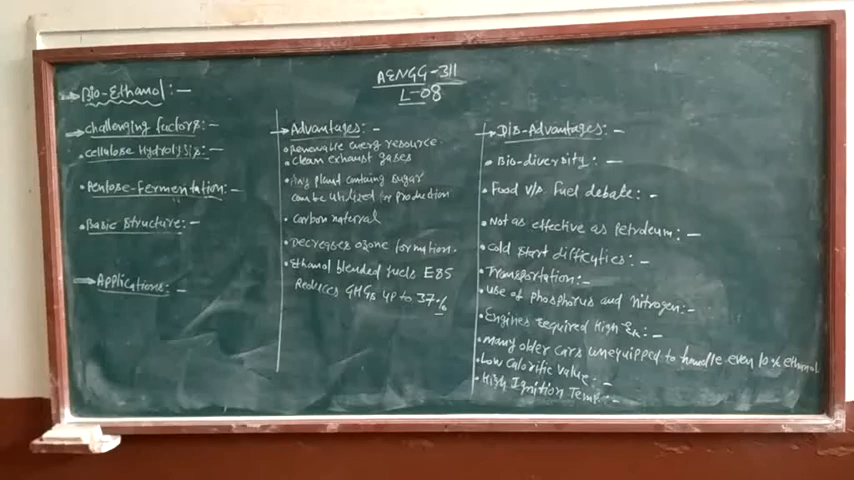 AENGG-311
L-08
Bio-Ethanol:-
challenging factors:-
• cellulose Hydrolysis:-
• Pentose-Fermentation:-
• Basic structure:-
Applications:-
Advantages:-
• Renewable energy resource
• clean exhaust gases
• Any plant containing sugar
can be utilized for production
• carbon natural
• Decreases ozone formation.
• Ethanol blended fuels E85
Reduces GHGs up to 37%
Dis-Advantages:-
• Bio-diversity:-
• Food v/s Fuel debate:-
• Not as effective as petroleum:-
• cold start difficulties:-
• Transportation:-
• use of phosphorus and nitrogen:-
• Engines required High :-
• Many older cars unequipped to handle even 10% ethanol
• Low calorific value:-
• High Ignition Temp:-